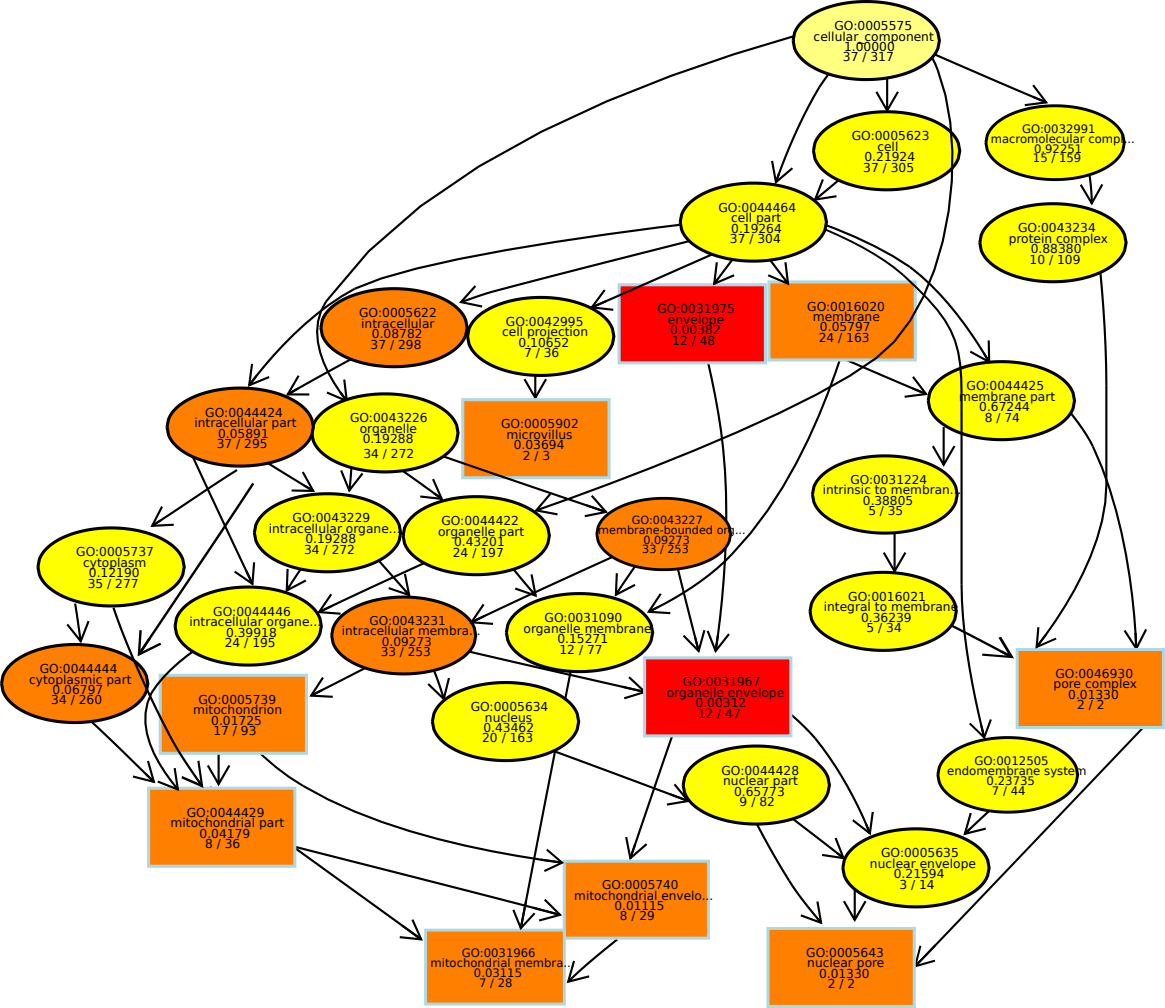 GO:0005575
cellular_component
1.00000
37 / 317
GO:0005623
cell
0.21924
37 / 305
GO:0032991
macromolecular compl...
0.92251
15 / 159
GO:0044464
cell part
0.19264
37 / 304
GO:0043234
protein complex
0.88380
10 / 109
GO:0005622
intracellular
0.08782
37 / 298
GO:0042995
cell projection
0.10652
7 / 36
GO:0031975
envelope
0.00382
12 / 48
GO:0016020
membrane
0.05797
24 / 163
GO:0044424
intracellular part
0.05891
37 / 295
GO:0043226
organelle
0.19288
34 / 272
GO:0005902
microvillus
0.03694
2 / 3
GO:0044425
membrane part
0.67244
8 / 74
GO:0031224
intrinsic to membran...
0.38805
5 / 35
GO:0005737
cytoplasm
0.12190
35 / 277
GO:0043229
intracellular organe...
0.19288
34 / 272
GO:0044422
organelle part
0.43201
24 / 197
GO:0043227
membrane-bounded org...
0.09273
33 / 253
GO:0044446
intracellular organe...
0.39918
24 / 195
GO:0043231
intracellular membra...
0.09273
33 / 253
GO:0031090
organelle membrane
0.15271
12 / 77
GO:0016021
integral to membrane
0.36239
5 / 34
GO:0044444
cytoplasmic part
0.06797
34 / 260
GO:0005739
mitochondrion
0.01725
17 / 93
GO:0005634
nucleus
0.43462
20 / 163
GO:0031967
organelle envelope
0.00312
12 / 47
GO:0046930
pore complex
0.01330
2 / 2
GO:0044428
nuclear part
0.65773
9 / 82
GO:0012505
endomembrane system
0.23735
7 / 44
GO:0044429
mitochondrial part
0.04179
8 / 36
GO:0005740
mitochondrial envelo...
0.01115
8 / 29
GO:0005635
nuclear envelope
0.21594
3 / 14
GO:0031966
mitochondrial membra...
0.03115
7 / 28
GO:0005643
nuclear pore
0.01330
2 / 2